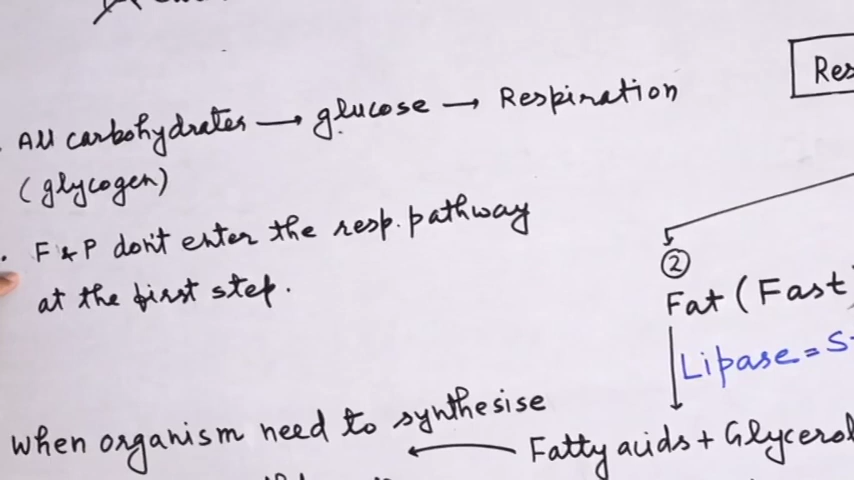 All carbohydrates → glucose → Respiration
(glycogen)
F & P don't enter the resp. pathway
at the first step.
Res
②
Fat (Fast)
Lipase = S
Fatty acids + Glycerol
when organism need to synthesise